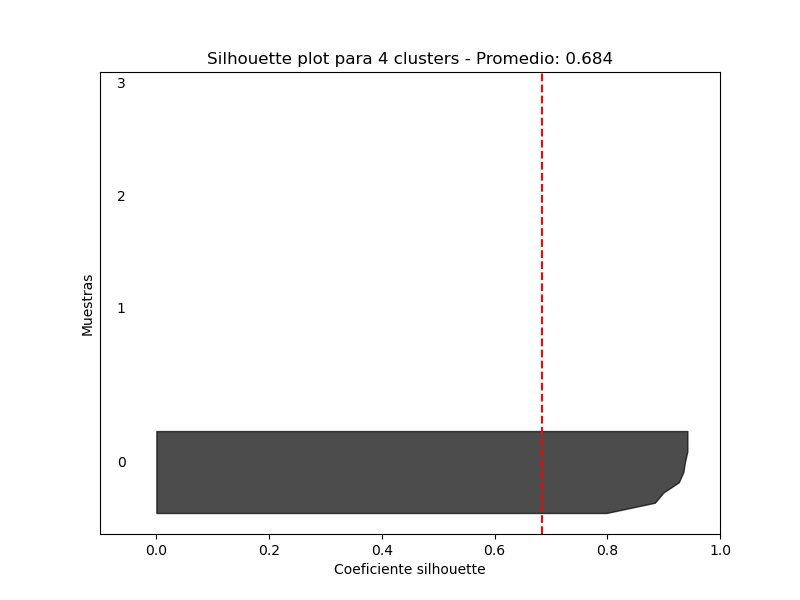 Silhouette plot para 4 clusters - Promedio: 0.684
3
2
1
0
Muestras
0.0 0.2 0.4 0.6 0.8 1.0
Coeficiente silhouette